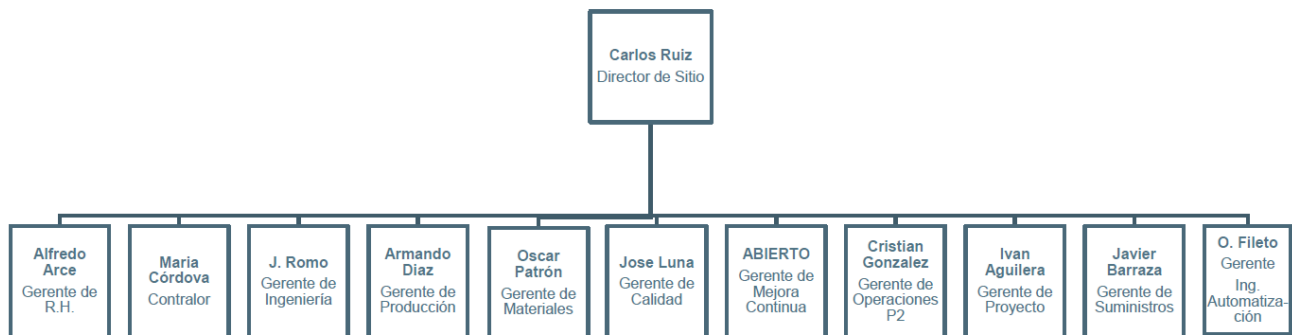 Carlos Ruiz
Director de Sitio
Alfredo
Arce
Gerente de
R.H.
Maria
Córdova
Contralor
J. Romo
Gerente de
Ingeniería
Armando
Diaz
Gerente de
Producción
Oscar
Patrón
Gerente de
Materiales
Jose Luna
Gerente de
Calidad
ABIERTO
Gerente de
Mejora
Continua
Cristian
Gonzalez
Gerente de
Operaciones
P2
Ivan
Aguilera
Gerente de
Proyecto
Javier
Barraza
Gerente de
Suministros
O. Fileto
Gerente
Ing.
Automatiza-
ción